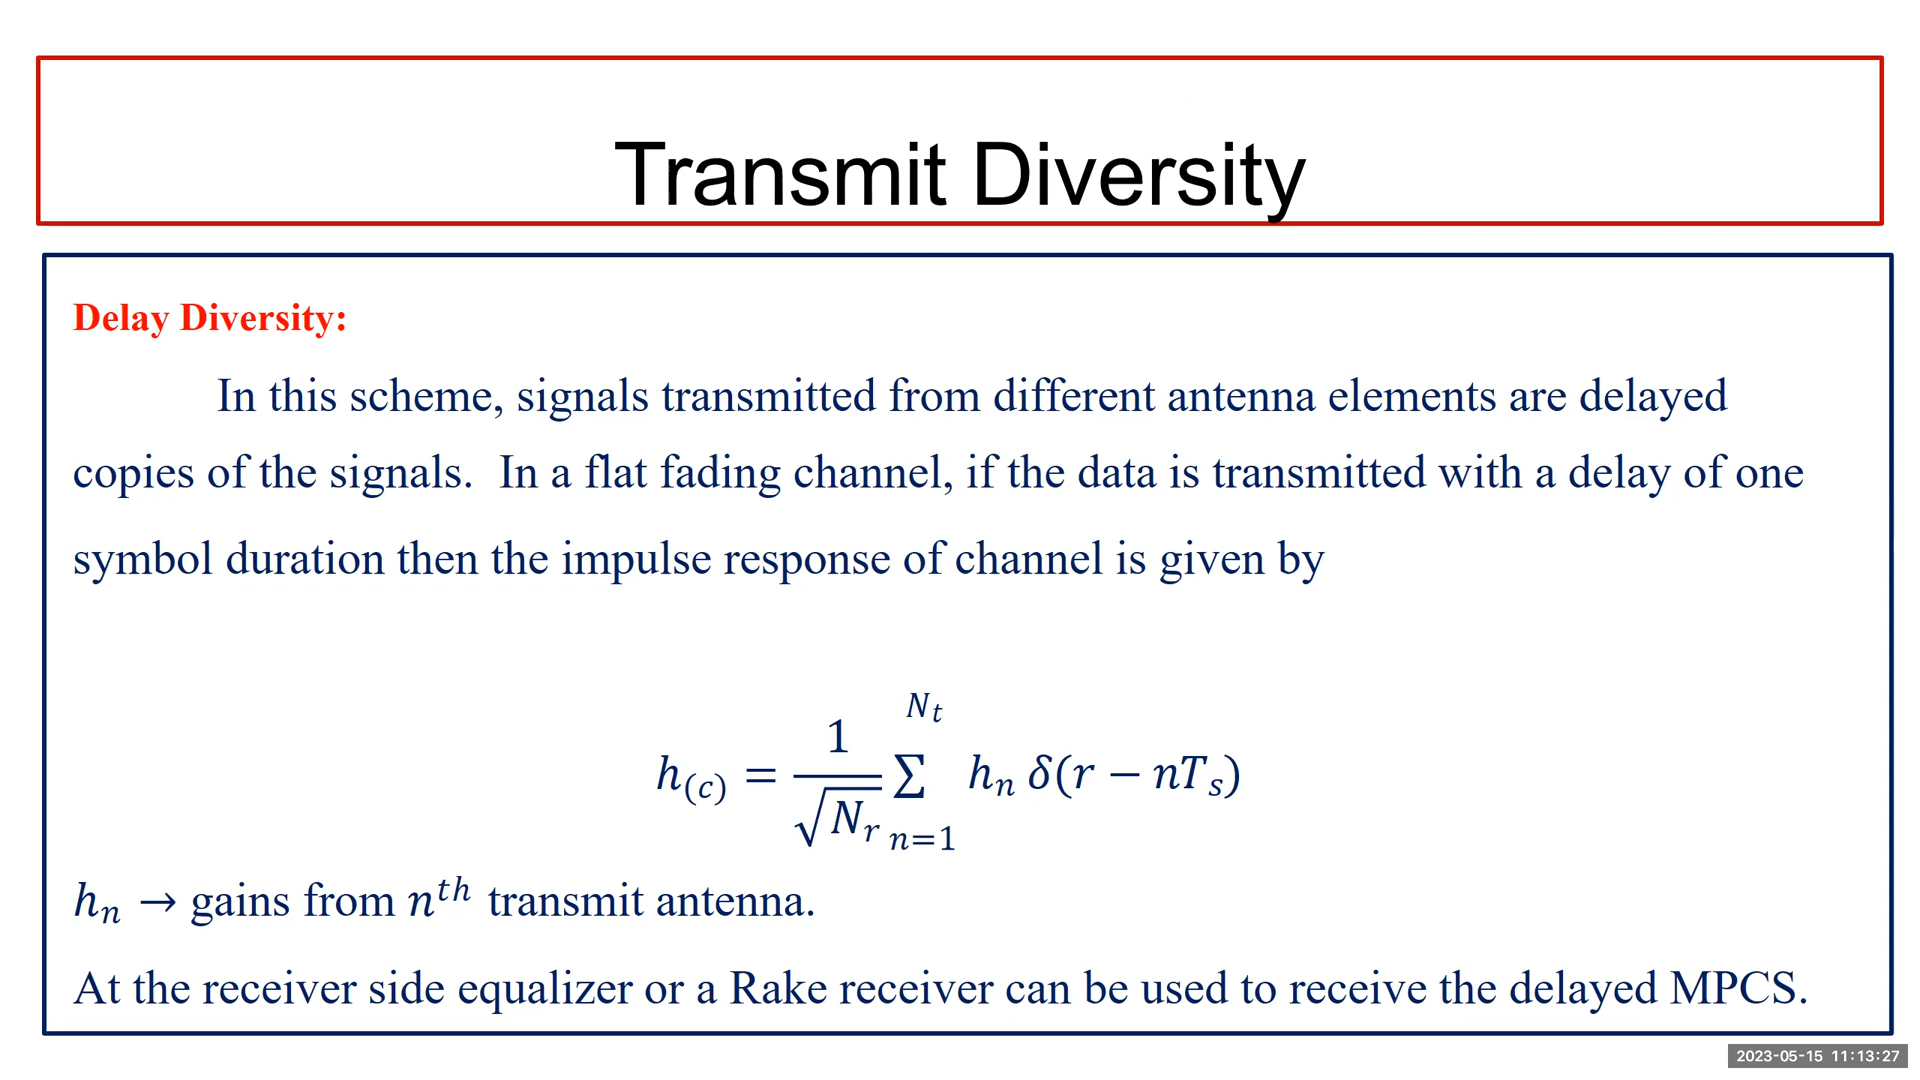 Transmit Diversity
Delay Diversity:
In this scheme, signals transmitted from different antenna elements are delayed
copies of the signals. In a flat fading channel, if the data is transmitted with a delay of one
symbol duration then the impulse response of channel is given by
h₍c₎ = 1/√Nᵣ ∑ₙ₌₁^{Nₜ} hₙ δ(r − nTₛ)
hₙ → gains from nᵗʰ transmit antenna.
At the receiver side equalizer or a Rake receiver can be used to receive the delayed MPCS.
2023-05-15 11:13:27